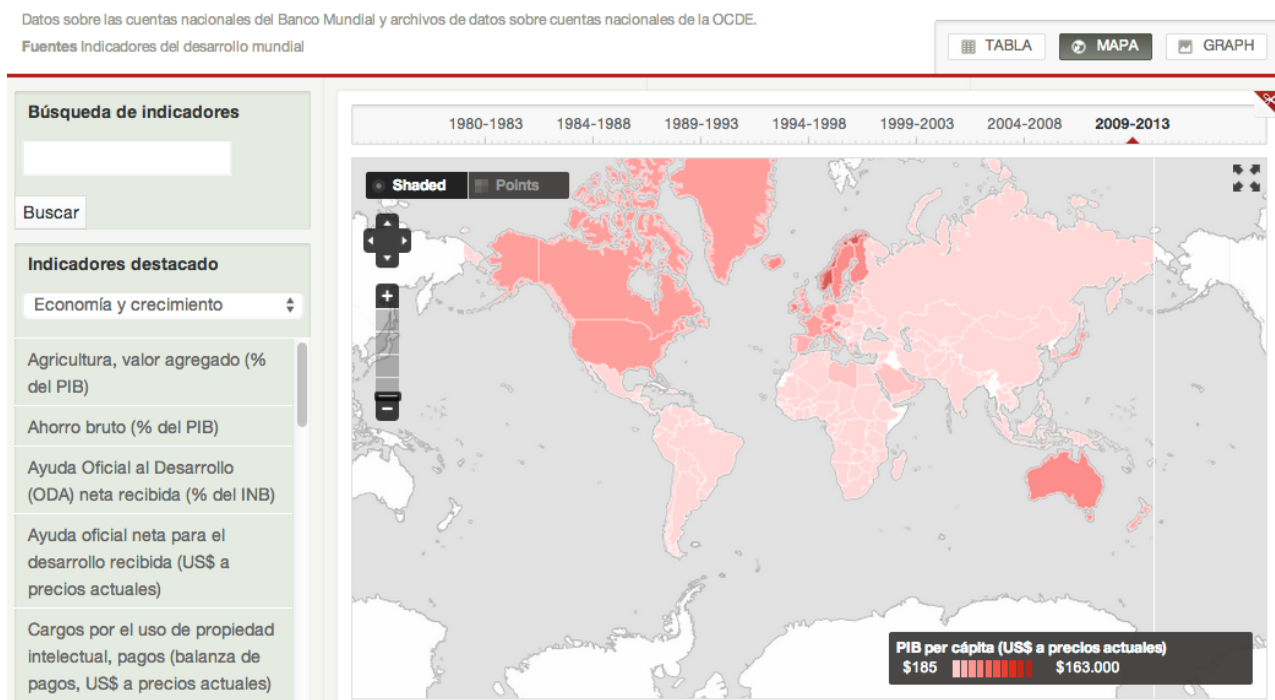 Datos sobre las cuentas nacionales del Banco Mundial y archivos de datos sobre cuentas nacionales de la OCDE.
Fuentes Indicadores del desarrollo mundial
TABLA
MAPA
GRAPH
Búsqueda de indicadores
Buscar
Indicadores destacado
Economía y crecimiento
Agricultura, valor agregado (%
del PIB)
Ahorro bruto (% del PIB)
Ayuda Oficial al Desarrollo
(ODA) neta recibida (% del INB)
Ayuda oficial neta para el
desarrollo recibida (US$ a
precios actuales)
Cargos por el uso de propiedad
intelectual, pagos (balanza de
pagos, US$ a precios actuales)
1980-1983 1984-1988 1989-1993 1994-1998 1999-2003 2004-2008 2009-2013
Shaded
Points
+
−
PIB per cápita (US$ a precios actuales)
$185 $163.000